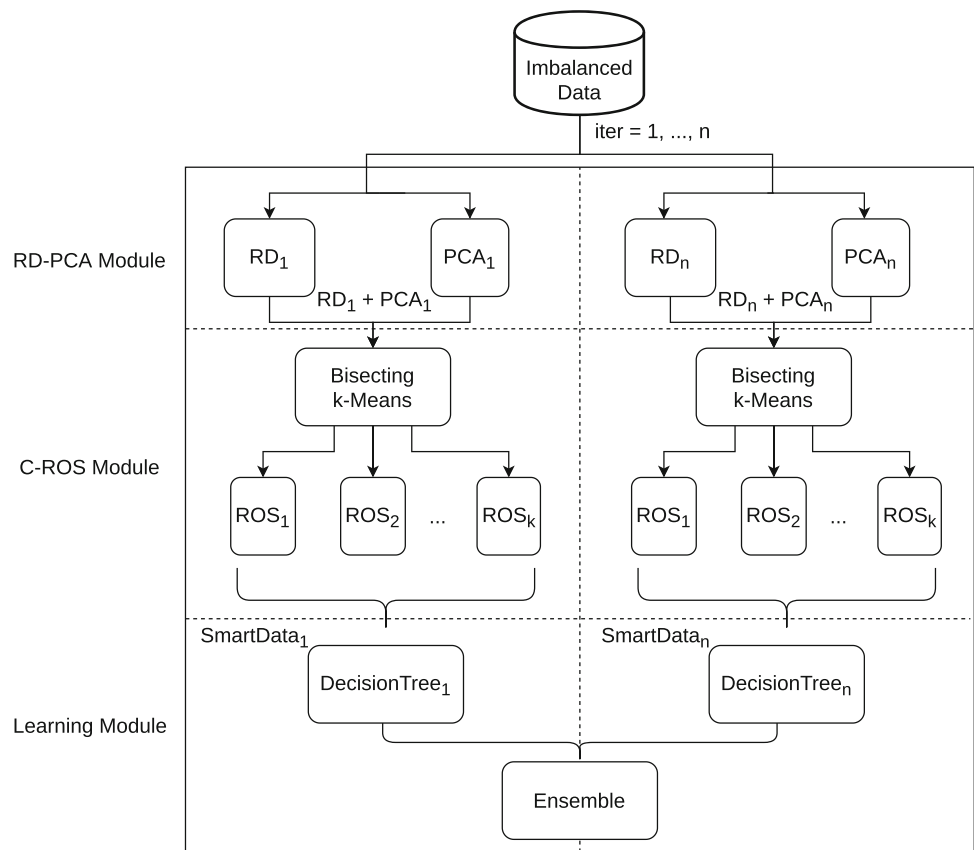 Imbalanced
Data
iter = 1, ..., n
RD-PCA Module
RD1
PCA1
RDn
PCAn
RD1 + PCA1
RDn + PCAn
C-ROS Module
Bisecting
k-Means
Bisecting
k-Means
ROS1
ROS2
...
ROSk
ROS1
ROS2
...
ROSk
SmartData1
SmartDatan
Learning Module
DecisionTree1
DecisionTreen
Ensemble